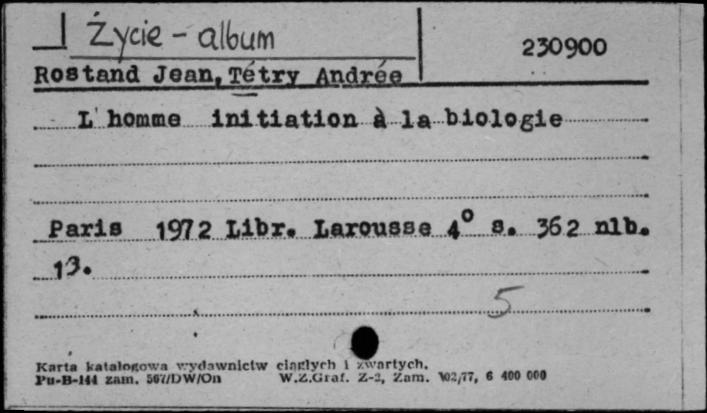 Życie - album
230900
Rostand Jean, Tétry Andrée
L'homme initiation à la biologie
Paris 1972 Libr. Larousse 4° s. 362 nlb.
13.
5
Karta katalogowa wydawnictw ciągłych i zwartych.
Pu-B-144 zam. 567/DW/On W.Z.Graf. Z-2, Zam. 102/77, 6 400 000